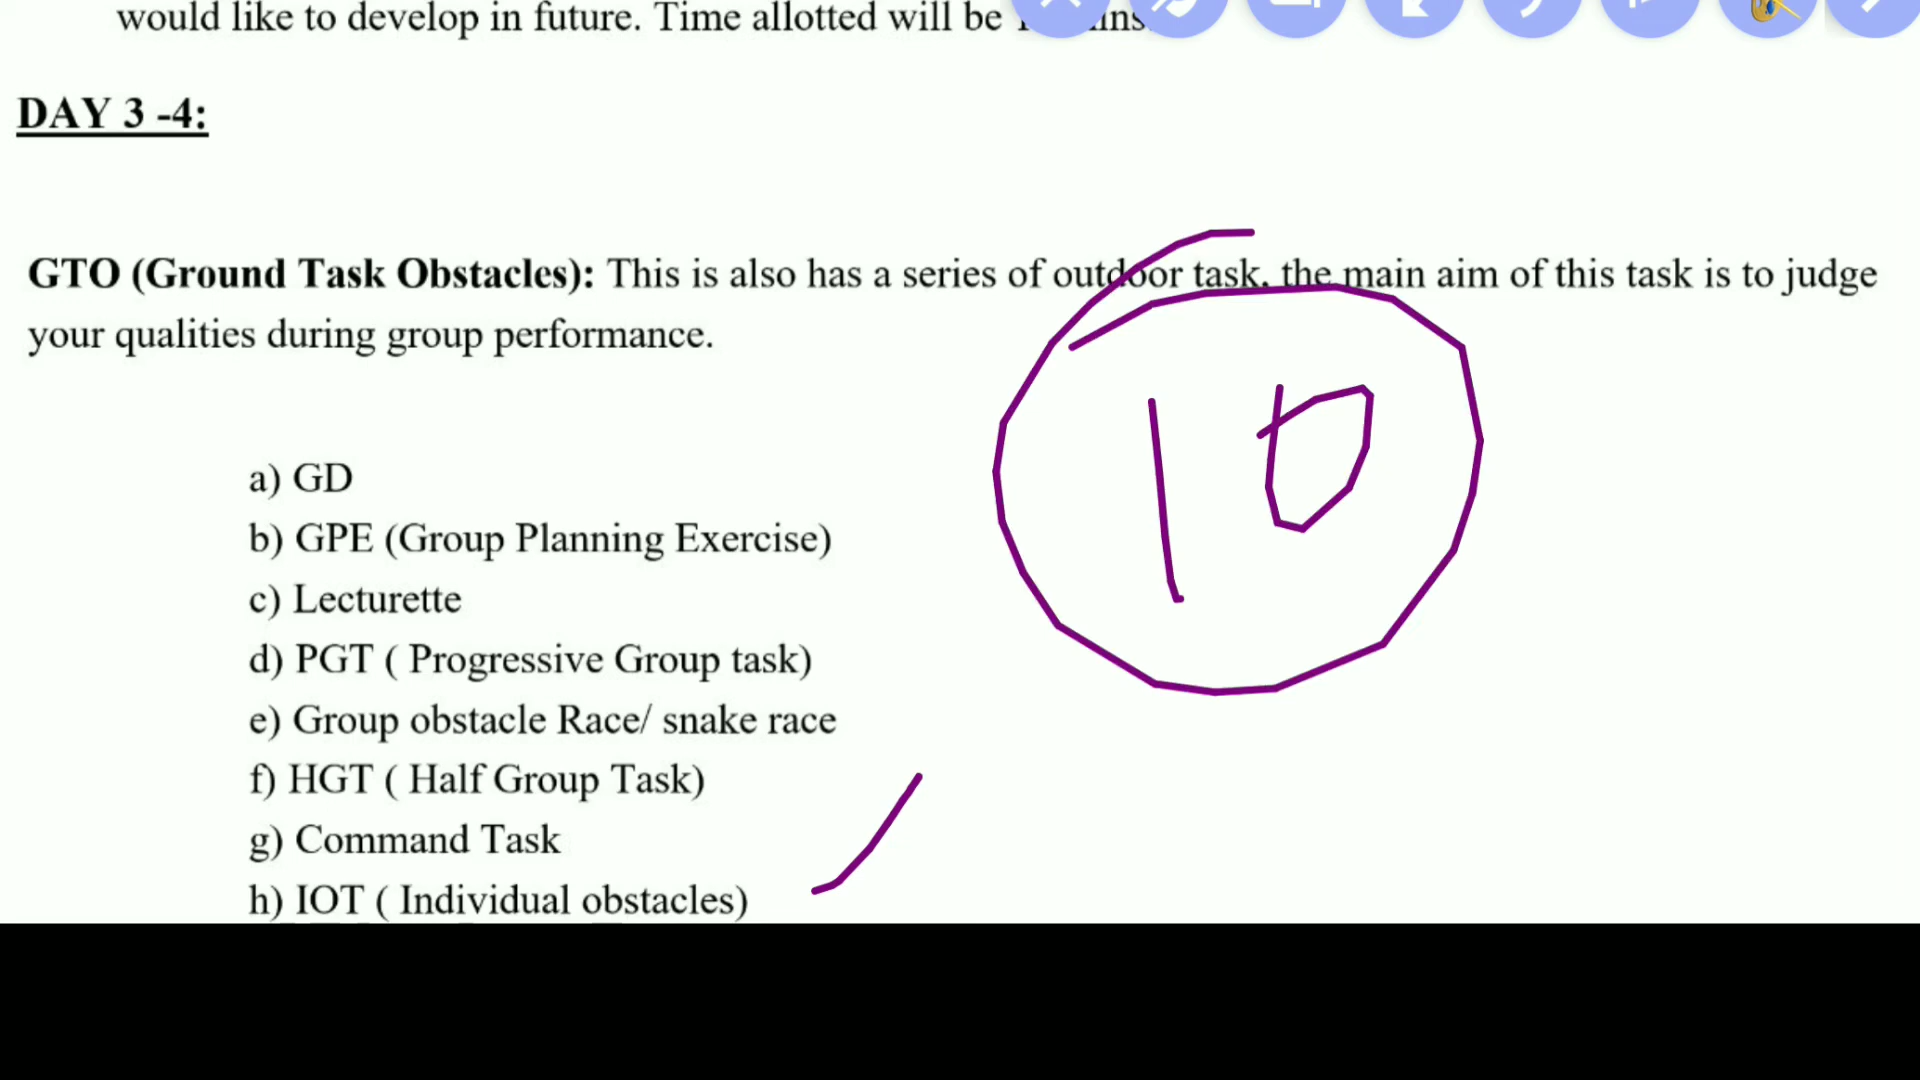 would like to develop in future. Time allotted will be
DAY 3 -4:
GTO (Ground Task Obstacles): This is also has a series of outdoor task, the main aim of this task is to judge
your qualities during group performance.
10
a) GD
b) GPE (Group Planning Exercise)
c) Lecturette
d) PGT ( Progressive Group task)
e) Group obstacle Race/ snake race
f) HGT ( Half Group Task)
g) Command Task
h) IOT ( Individual obstacles)